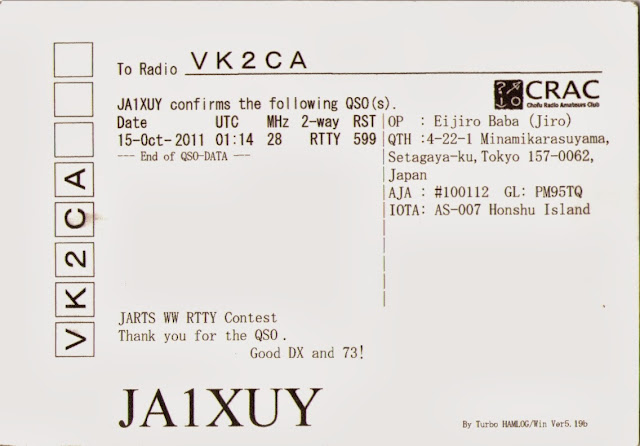 To Radio VK2CA
CRAC
Chofu Radio Amateurs Club
JA1XUY confirms the following QSO(s).
Date UTC MHz 2-way RST
15-Oct-2011 01:14 28 RTTY 599
--- End of QSO-DATA ---
OP : Eijiro Baba (Jiro)
QTH :4-22-1 Minamikarasuyama,
Setagaya-ku, Tokyo 157-0062,
Japan
AJA : #100112 GL: PM95TQ
IOTA: AS-007 Honshu Island
VK2CA
JARTS WW RTTY Contest
Thank you for the QSO.
Good DX and 73!
JA1XUY
By Turbo HAMLOG/Win Ver5.19b